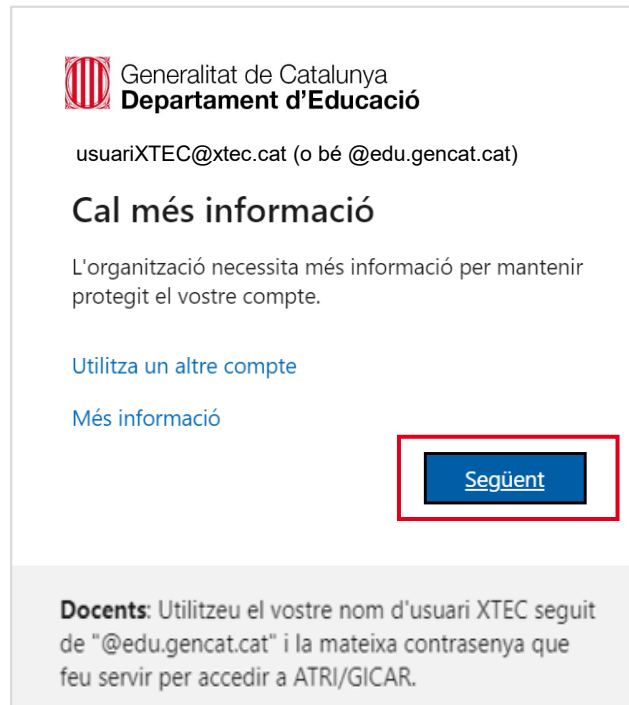 Generalitat de Catalunya
Departament d'Educació
usuariXTEC@xtec.cat (o bé @edu.gencat.cat)
Cal més informació
L'organització necessita més informació per mantenir
protegit el vostre compte.
Utilitza un altre compte
Més informació
Següent
Docents: Utilitzeu el vostre nom d'usuari XTEC seguit
de "@edu.gencat.cat" i la mateixa contrasenya que
feu servir per accedir a ATRI/GICAR.